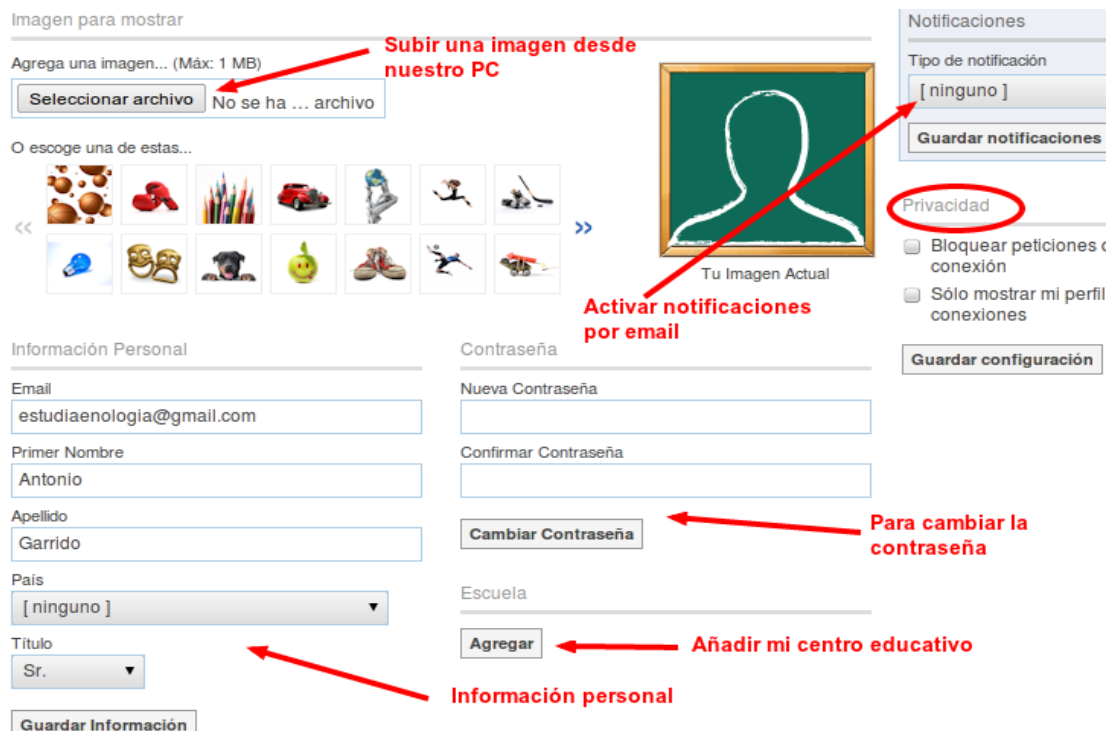 Imagen para mostrar
Subir una imagen desde
nuestro PC
Agrega una imagen... (Máx: 1 MB)
Seleccionar archivo No se ha … archivo
O escoge una de estas...
««
»»
Tu Imagen Actual
Activar notificaciones
por email
Notificaciones
Tipo de notificación
[ ninguno ]
Guardar notificaciones
Privacidad
Bloquear peticiones
conexión
Sólo mostrar mi perfil
conexiones
Guardar configuración
Información Personal
Email
estudiaenologia@gmail.com
Primer Nombre
Antonio
Apellido
Garrido
País
[ ninguno ]
Título
Sr.
Guardar Información
Información personal
Contraseña
Nueva Contraseña
Confirmar Contraseña
Cambiar Contraseña
Para cambiar la
contraseña
Escuela
Agregar
Añadir mi centro educativo